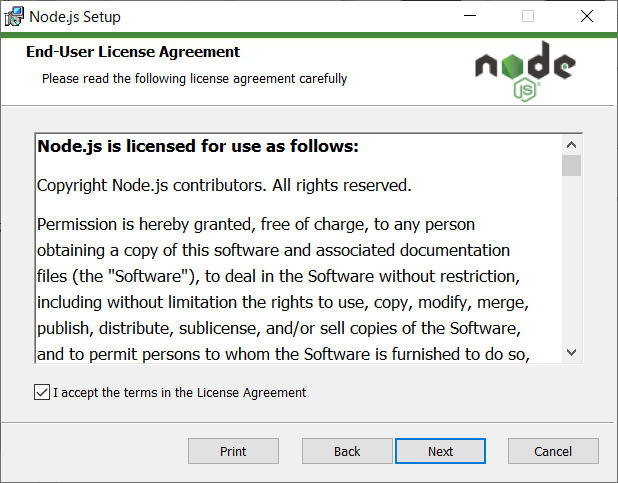 Node.js Setup
End-User License Agreement
Please read the following license agreement carefully
node
JS
Node.js is licensed for use as follows:
Copyright Node.js contributors. All rights reserved.
Permission is hereby granted, free of charge, to any person
obtaining a copy of this software and associated documentation
files (the "Software"), to deal in the Software without restriction,
including without limitation the rights to use, copy, modify, merge,
publish, distribute, sublicense, and/or sell copies of the Software,
and to permit persons to whom the Software is furnished to do so,
I accept the terms in the License Agreement
Print Back Next Cancel